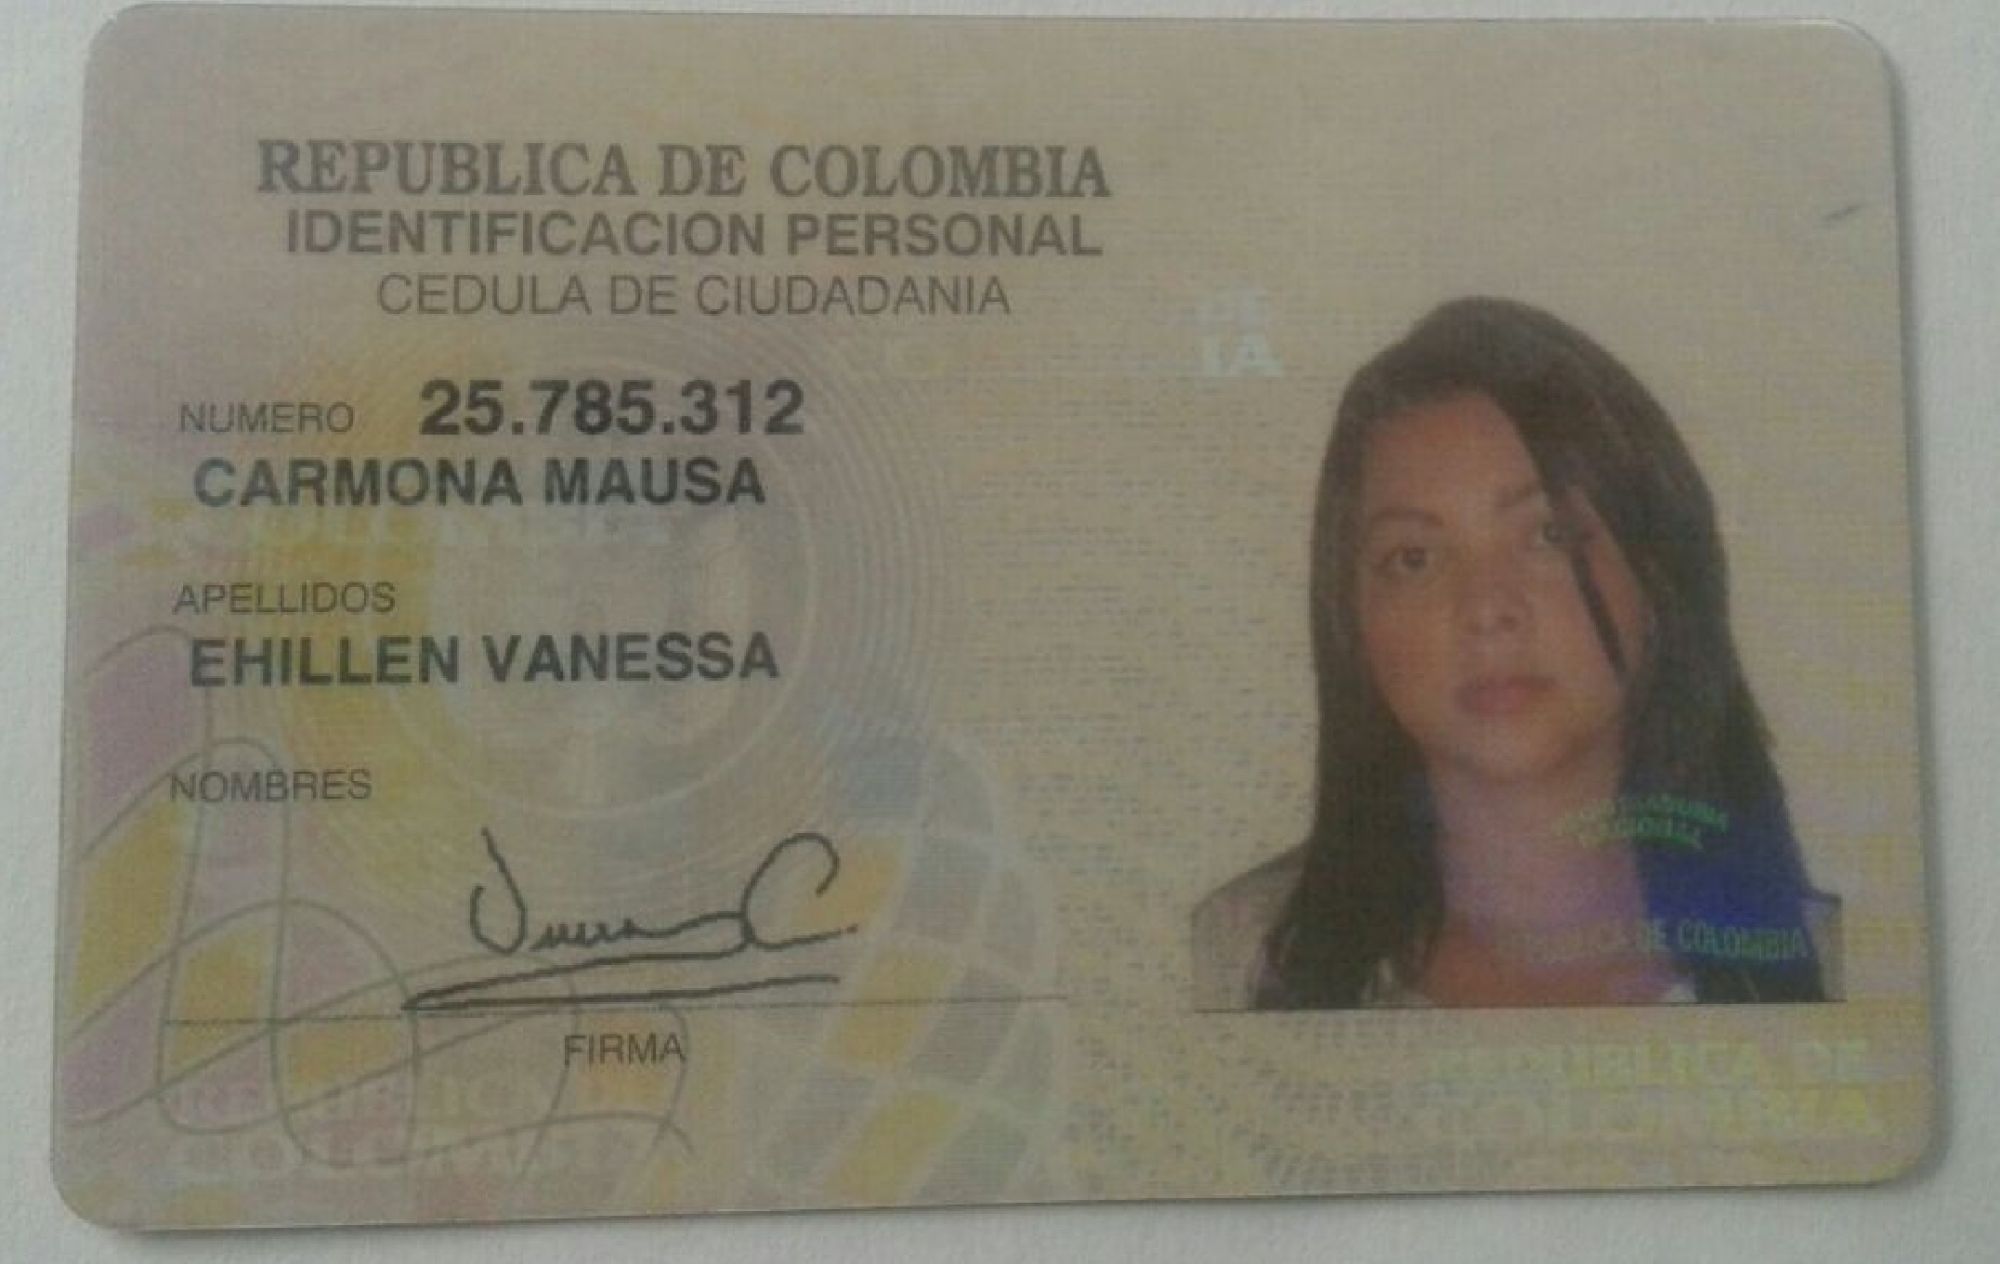 REPUBLICA DE COLOMBIA
IDENTIFICACION PERSONAL
CEDULA DE CIUDADANIA
NUMERO 25.785.312
CARMONA MAUSA
APELLIDOS
EHILLEN VANESSA
NOMBRES
FIRMA
REPUBLICA DE COLOMBIA
REPUBLICA DE
COLOMBIA